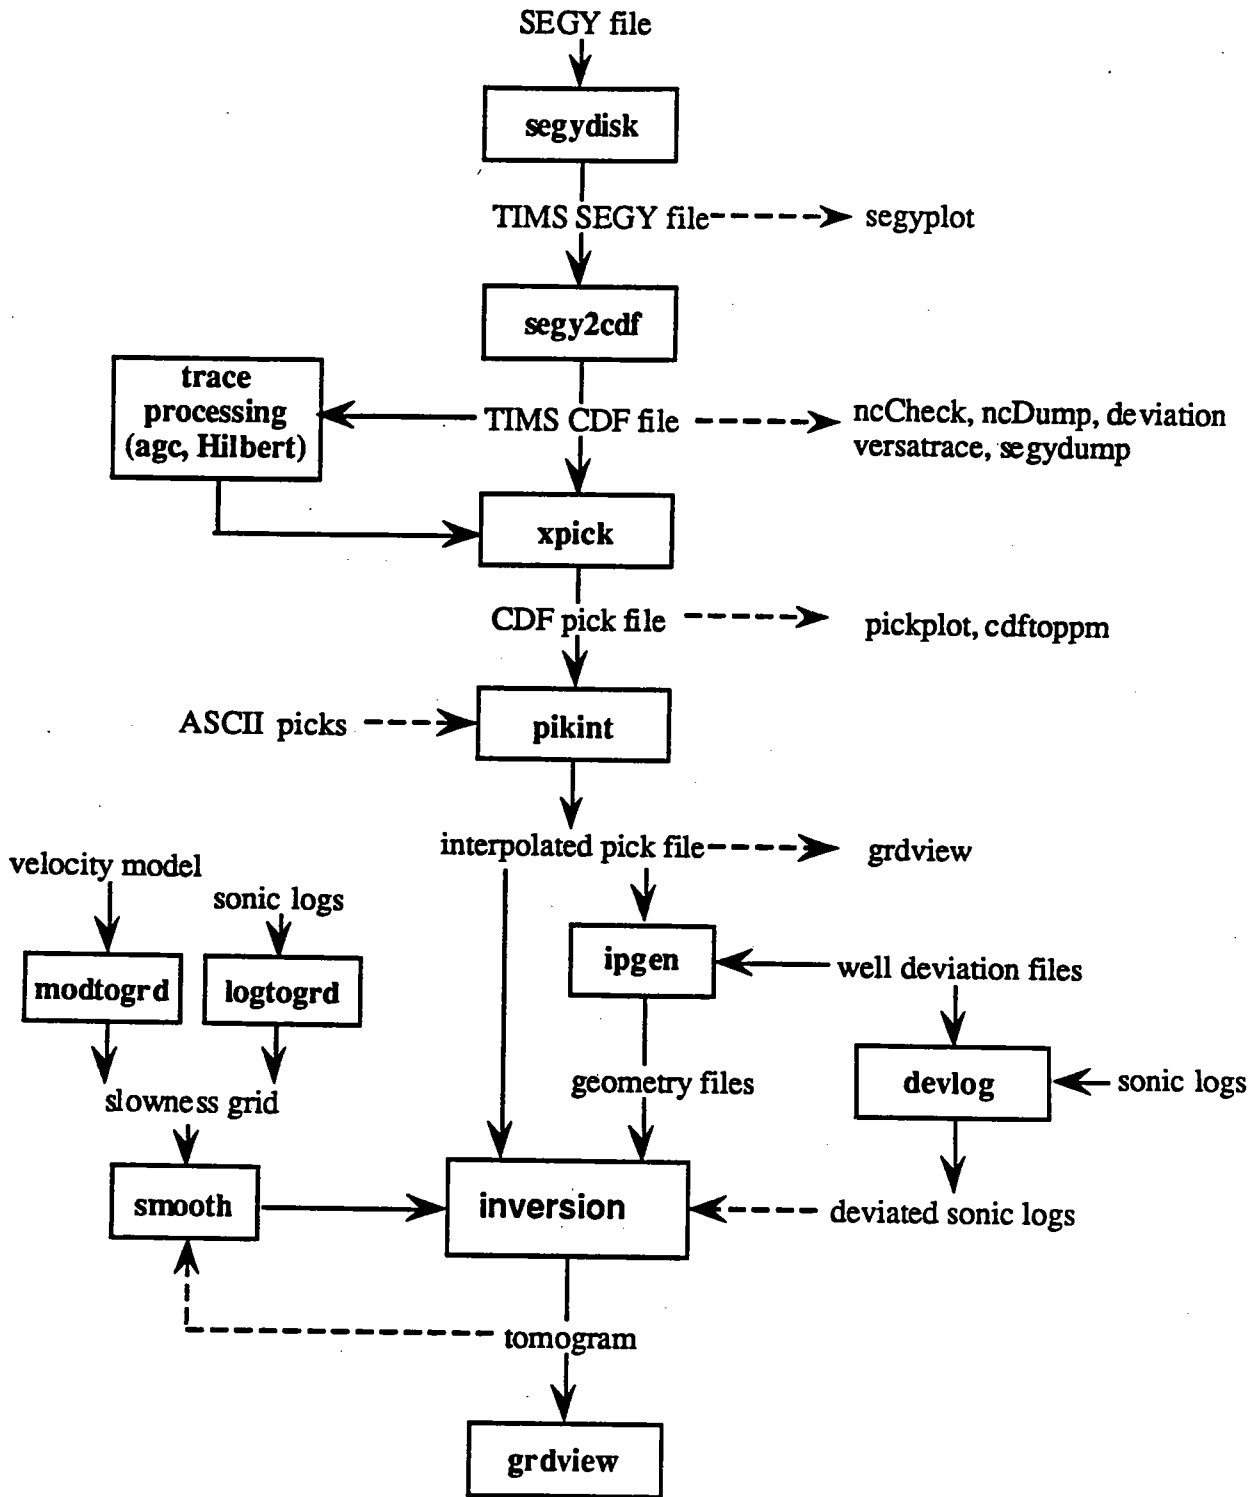 SEGY file
segydisk
TIMS SEGY file
segyplot
segy2cdf
trace
processing
(agc, Hilbert)
TIMS CDF file
ncCheck, ncDump, deviation
versatrace, segydump
xpick
CDF pick file
pickplot, cdftoppm
ASCII picks
pikint
interpolated pick file
grdview
velocity model
sonic logs
modtogrd
logtogrd
ipgen
well deviation files
slowness grid
geometry files
devlog
sonic logs
smooth
inversion
deviated sonic logs
tomogram
grdview